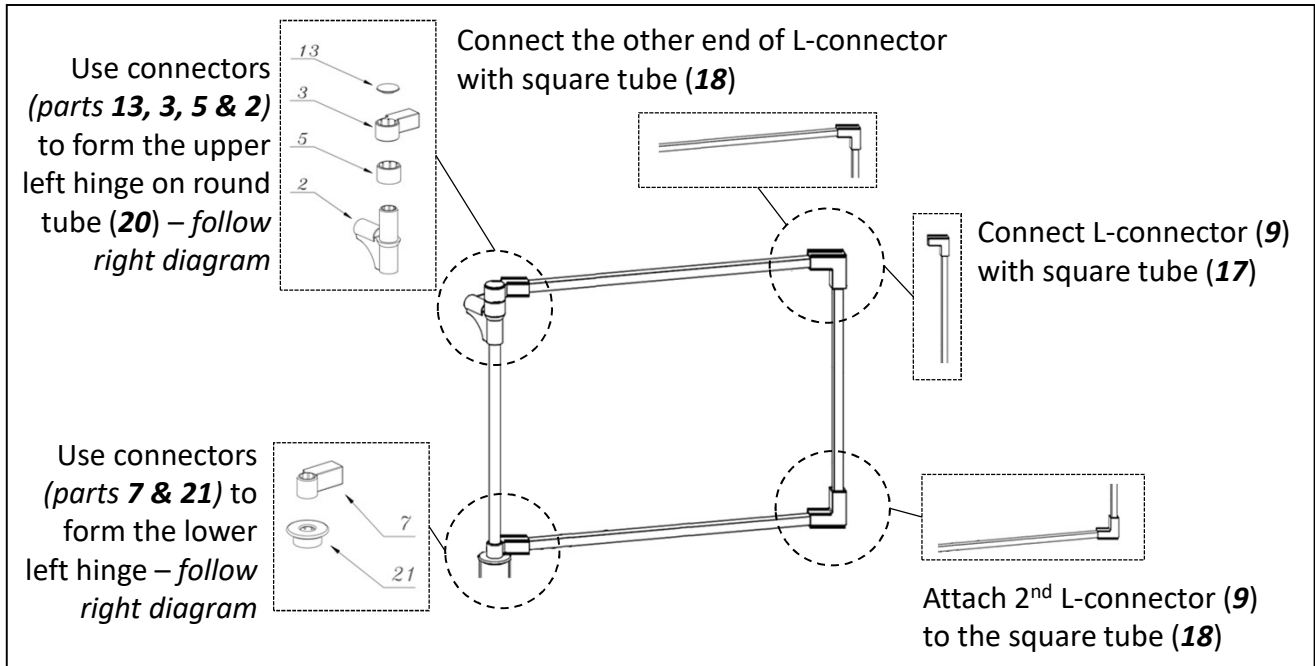 Use connectors
(parts 13, 3, 5 & 2)
to form the upper
left hinge on round
tube (20) – follow
right diagram
13
3
5
2
Connect the other end of L-connector
with square tube (18)
Connect L-connector (9)
with square tube (17)
Use connectors
(parts 7 & 21) to
form the lower
left hinge – follow
right diagram
7
21
Attach 2nd L-connector (9)
to the square tube (18)